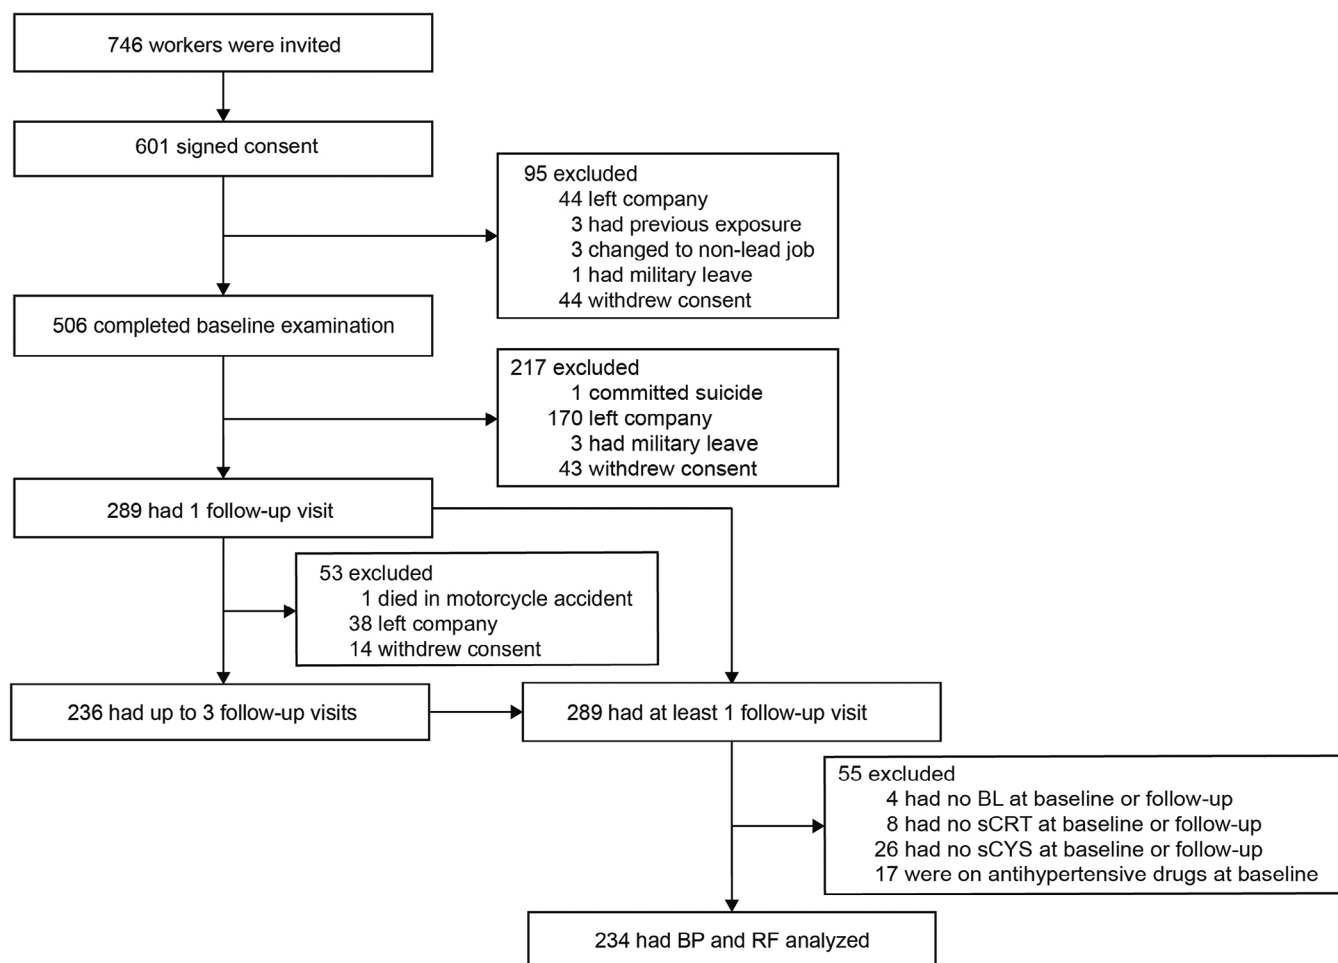 746 workers were invited
601 signed consent
95 excluded
44 left company
3 had previous exposure
3 changed to non-lead job
1 had military leave
44 withdrew consent
506 completed baseline examination
217 excluded
1 committed suicide
170 left company
3 had military leave
43 withdrew consent
289 had 1 follow-up visit
53 excluded
1 died in motorcycle accident
38 left company
14 withdrew consent
236 had up to 3 follow-up visits
289 had at least 1 follow-up visit
55 excluded
4 had no BL at baseline or follow-up
8 had no sCRT at baseline or follow-up
26 had no sCYS at baseline or follow-up
17 were on antihypertensive drugs at baseline
234 had BP and RF analyzed